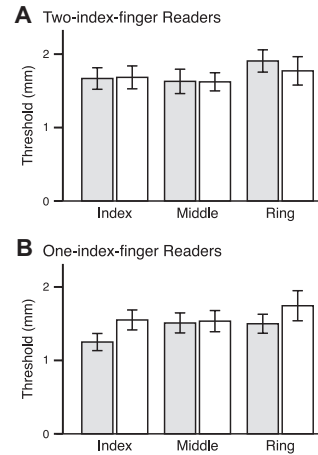 A Two-index-finger Readers
Threshold (mm)
2
1
0
Index Middle Ring
B One-index-finger Readers
Threshold (mm)
2
1
0
Index Middle Ring